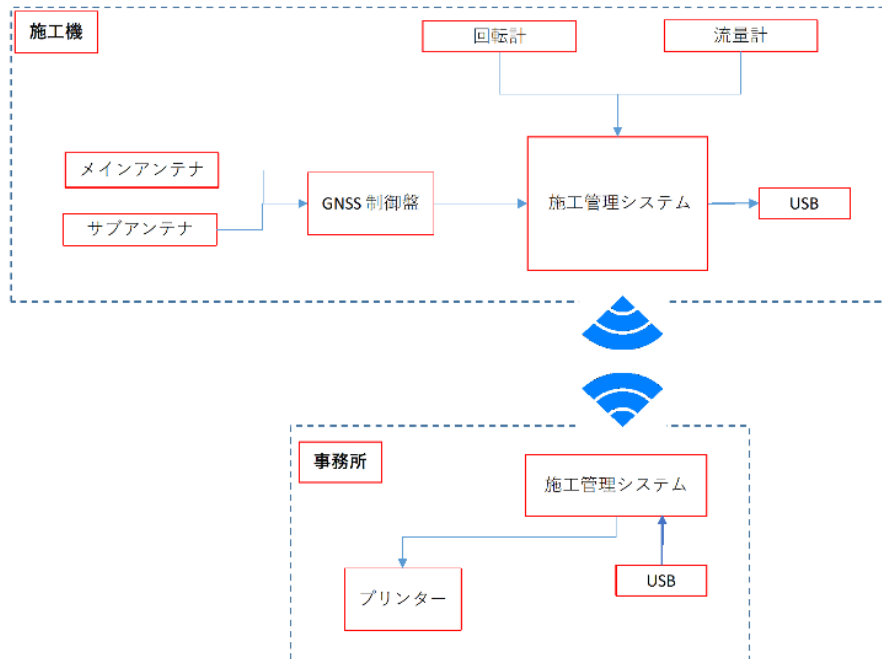 施工機
回転計
流量計
メインアンテナ
サブアンテナ
GNSS 制御盤
施工管理システム
USB
事務所
施工管理システム
USB
プリンター